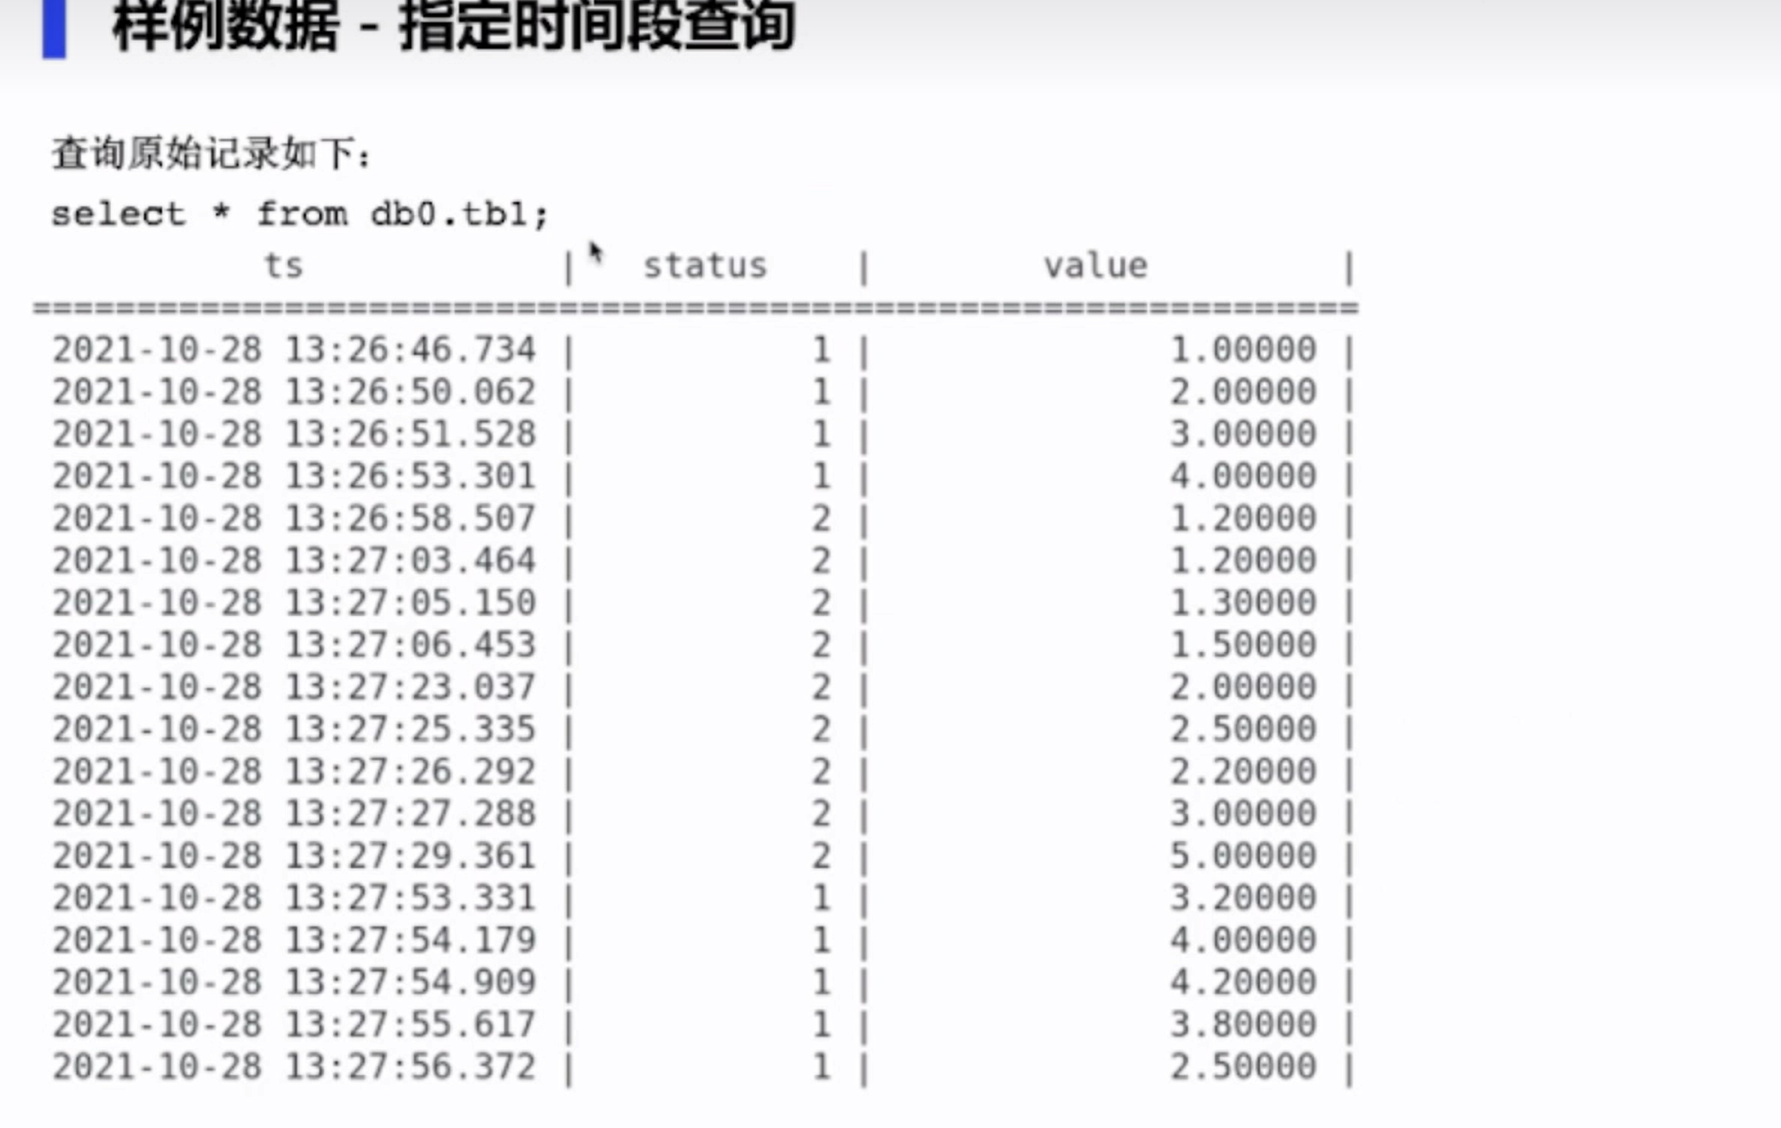 样例数据 - 指定时间段查询
查询原始记录如下:
select * from db0.tb1;
ts | status | value |
================================================================
2021-10-28 13:26:46.734 | 1 | 1.00000 |
2021-10-28 13:26:50.062 | 1 | 2.00000 |
2021-10-28 13:26:51.528 | 1 | 3.00000 |
2021-10-28 13:26:53.301 | 1 | 4.00000 |
2021-10-28 13:26:58.507 | 2 | 1.20000 |
2021-10-28 13:27:03.464 | 2 | 1.20000 |
2021-10-28 13:27:05.150 | 2 | 1.30000 |
2021-10-28 13:27:06.453 | 2 | 1.50000 |
2021-10-28 13:27:23.037 | 2 | 2.00000 |
2021-10-28 13:27:25.335 | 2 | 2.50000 |
2021-10-28 13:27:26.292 | 2 | 2.20000 |
2021-10-28 13:27:27.288 | 2 | 3.00000 |
2021-10-28 13:27:29.361 | 2 | 5.00000 |
2021-10-28 13:27:53.331 | 1 | 3.20000 |
2021-10-28 13:27:54.179 | 1 | 4.00000 |
2021-10-28 13:27:54.909 | 1 | 4.20000 |
2021-10-28 13:27:55.617 | 1 | 3.80000 |
2021-10-28 13:27:56.372 | 1 | 2.50000 |